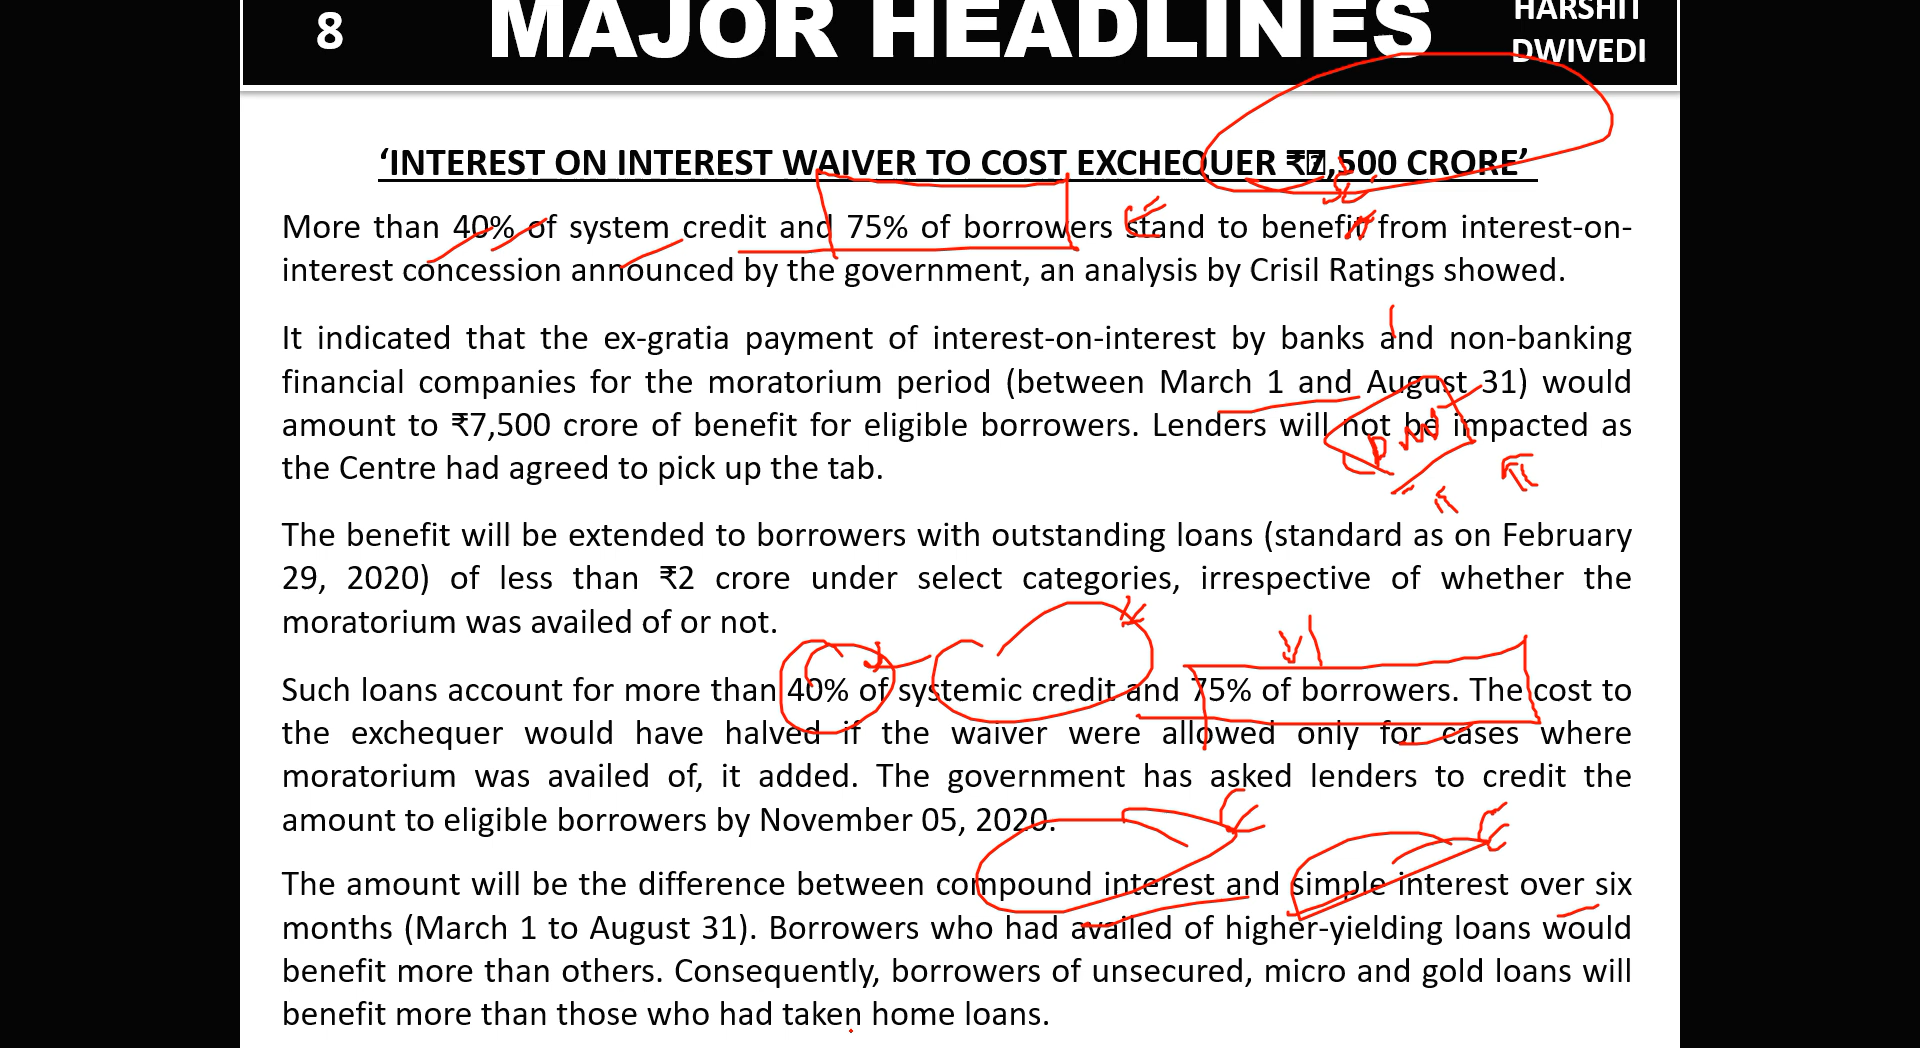 8
MAJOR HEADLINES
HARSHIT
DWIVEDI
‘INTEREST ON INTEREST WAIVER TO COST EXCHEQUER ₹7,500 CRORE’
More than 40% of system credit and 75% of borrowers stand to benefit from interest-on-
interest concession announced by the government, an analysis by Crisil Ratings showed.
It indicated that the ex-gratia payment of interest-on-interest by banks and non-banking
financial companies for the moratorium period (between March 1 and August 31) would
amount to ₹7,500 crore of benefit for eligible borrowers. Lenders will not be impacted as
the Centre had agreed to pick up the tab.
The benefit will be extended to borrowers with outstanding loans (standard as on February
29, 2020) of less than ₹2 crore under select categories, irrespective of whether the
moratorium was availed of or not.
Such loans account for more than 40% of systemic credit and 75% of borrowers. The cost to
the exchequer would have halved if the waiver were allowed only for cases where
moratorium was availed of, it added. The government has asked lenders to credit the
amount to eligible borrowers by November 05, 2020.
The amount will be the difference between compound interest and simple interest over six
months (March 1 to August 31). Borrowers who had availed of higher-yielding loans would
benefit more than others. Consequently, borrowers of unsecured, micro and gold loans will
benefit more than those who had taken home loans.